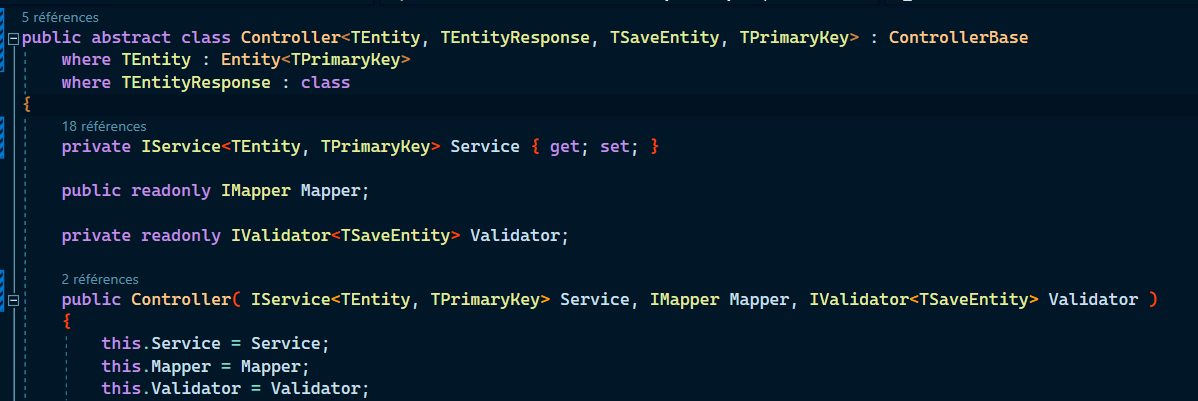 5 références
public abstract class Controller<TEntity, TEntityResponse, TSaveEntity, TPrimaryKey> : ControllerBase
where TEntity : Entity<TPrimaryKey>
where TEntityResponse : class
{
18 références
private IService<TEntity, TPrimaryKey> Service { get; set; }
public readonly IMapper Mapper;
private readonly IValidator<TSaveEntity> Validator;
2 références
public Controller( IService<TEntity, TPrimaryKey> Service, IMapper Mapper, IValidator<TSaveEntity> Validator )
{
this.Service = Service;
this.Mapper = Mapper;
this.Validator = Validator;